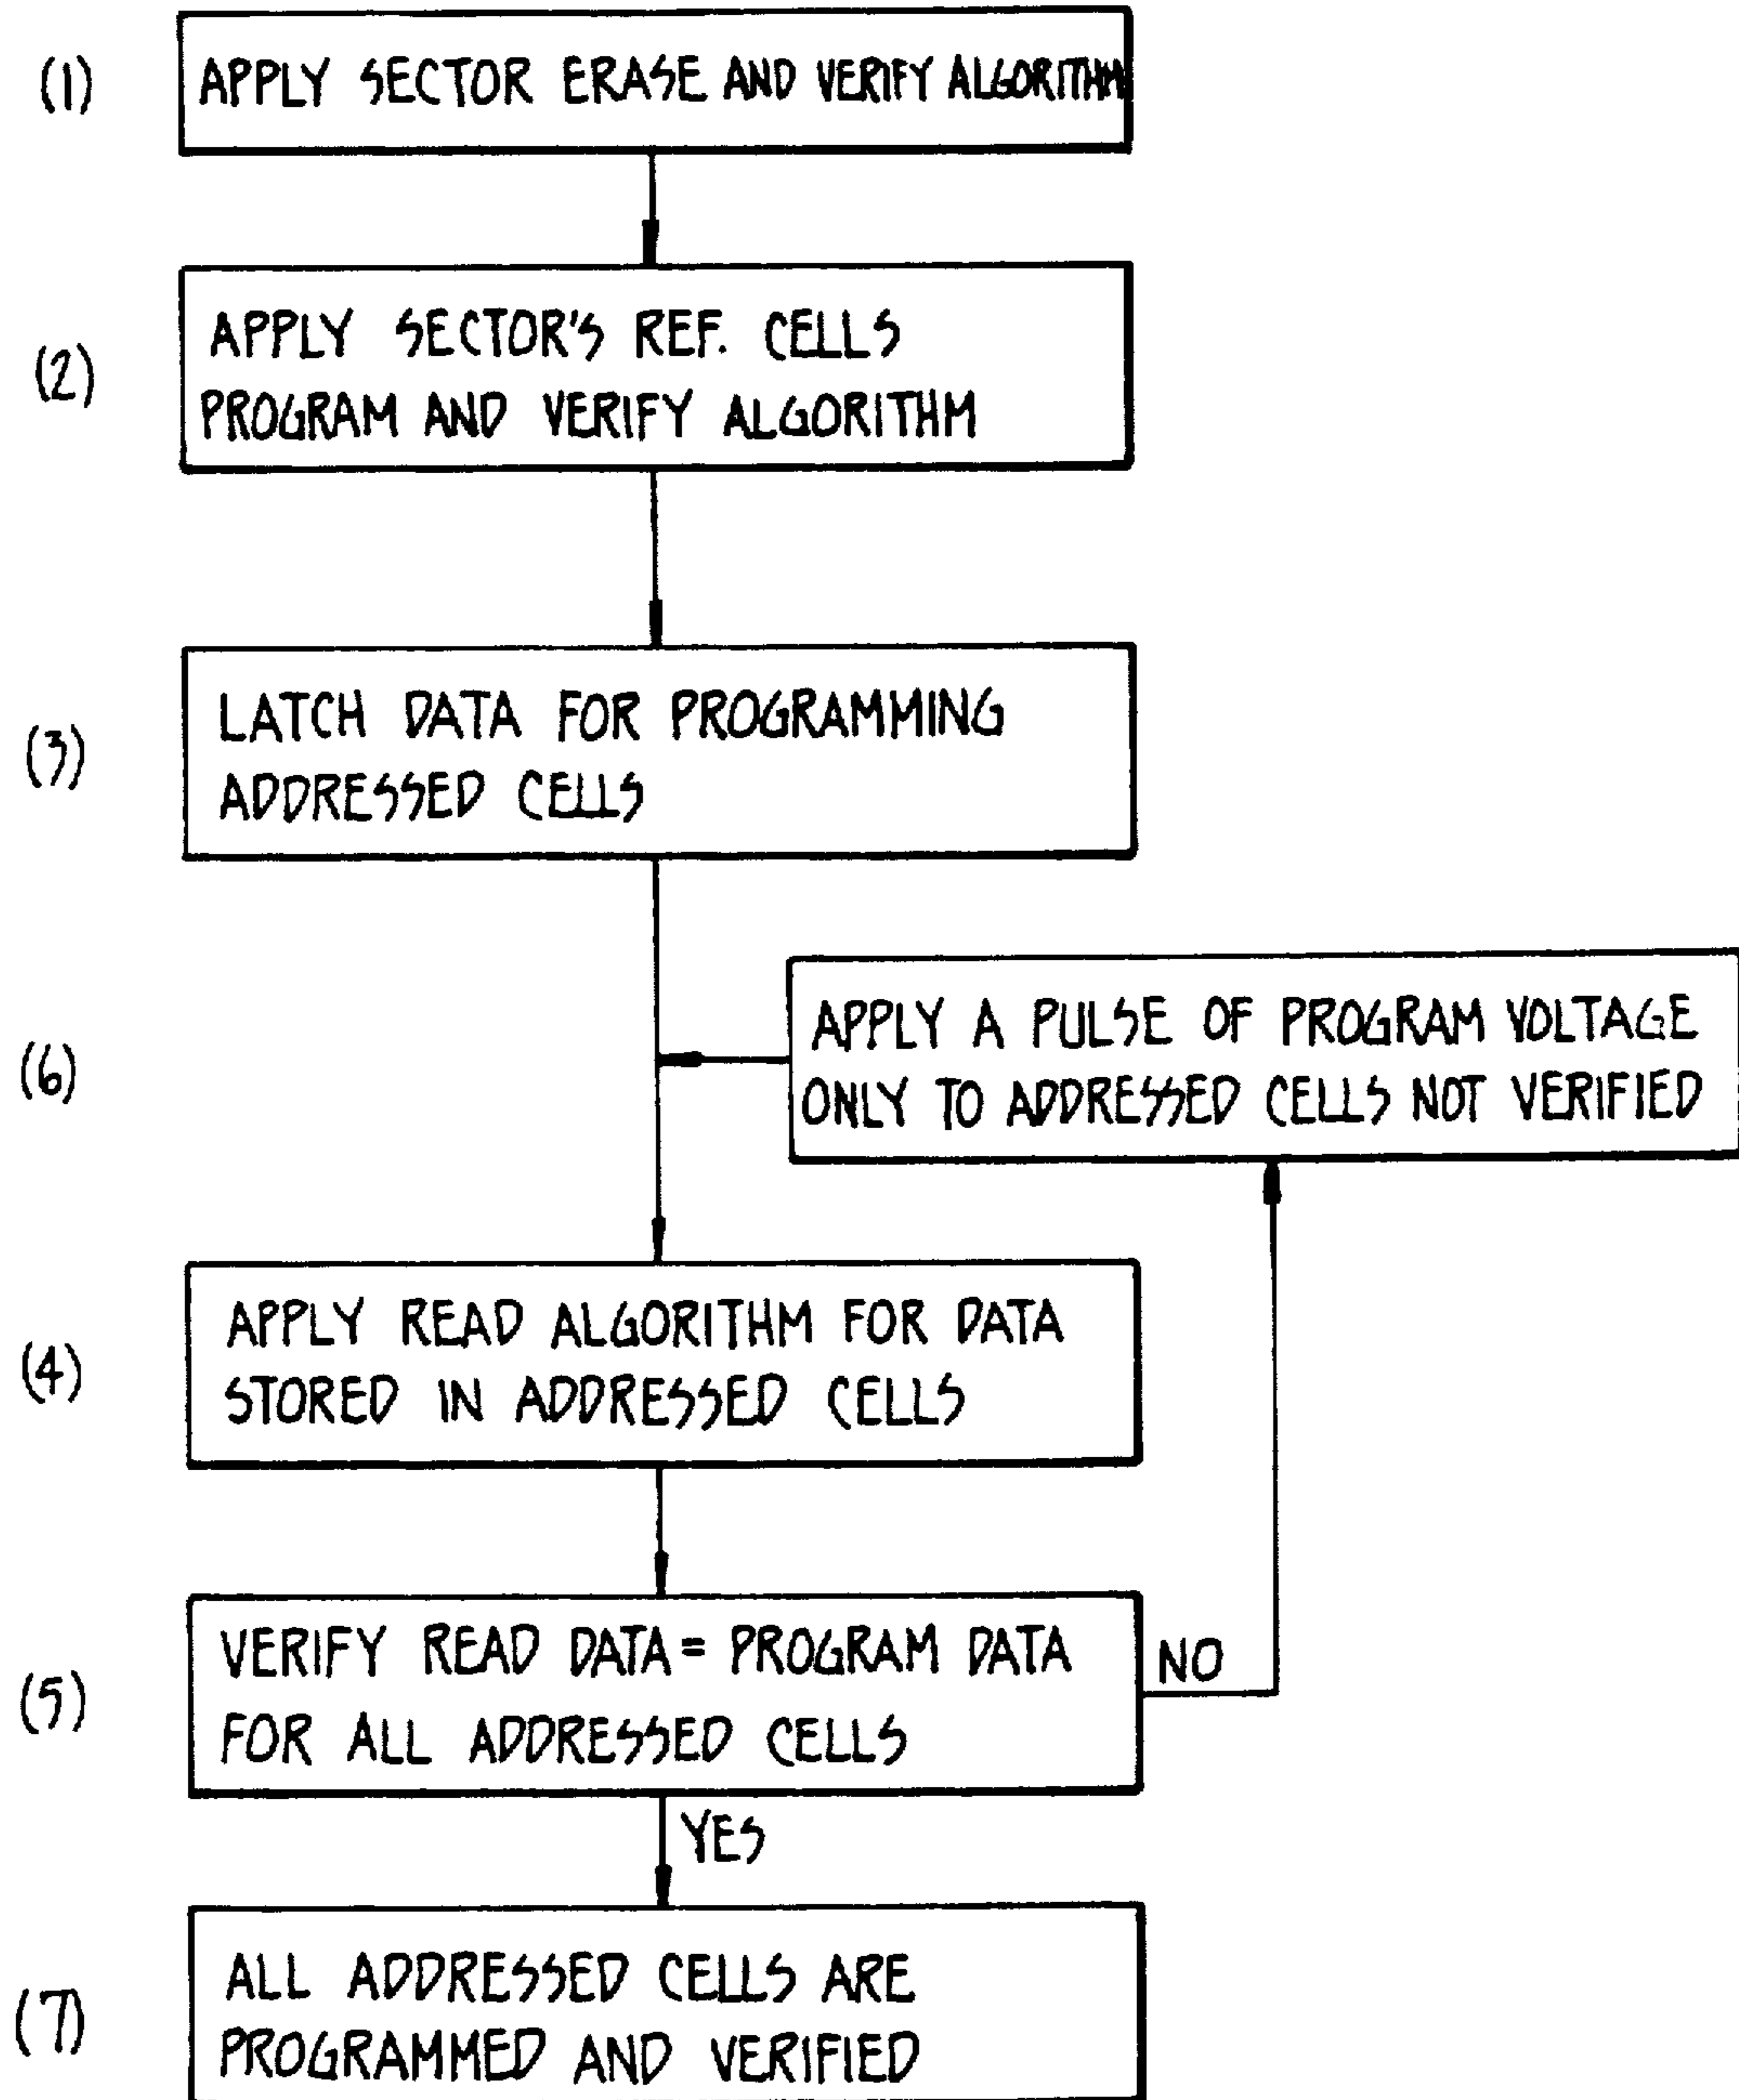 (1)
APPLY SECTOR ERASE AND VERIFY ALGORITHM
(2)
APPLY SECTOR'S REF. CELLS
PROGRAM AND VERIFY ALGORITHM
(3)
LATCH DATA FOR PROGRAMMING
ADDRESSED CELLS
(6)
APPLY A PULSE OF PROGRAM VOLTAGE
ONLY TO ADDRESSED CELLS NOT VERIFIED
(4)
APPLY READ ALGORITHM FOR DATA
STORED IN ADDRESSED CELLS
(5)
VERIFY READ DATA = PROGRAM DATA
FOR ALL ADDRESSED CELLS
NO
YES
(7)
ALL ADDRESSED CELLS ARE
PROGRAMMED AND VERIFIED